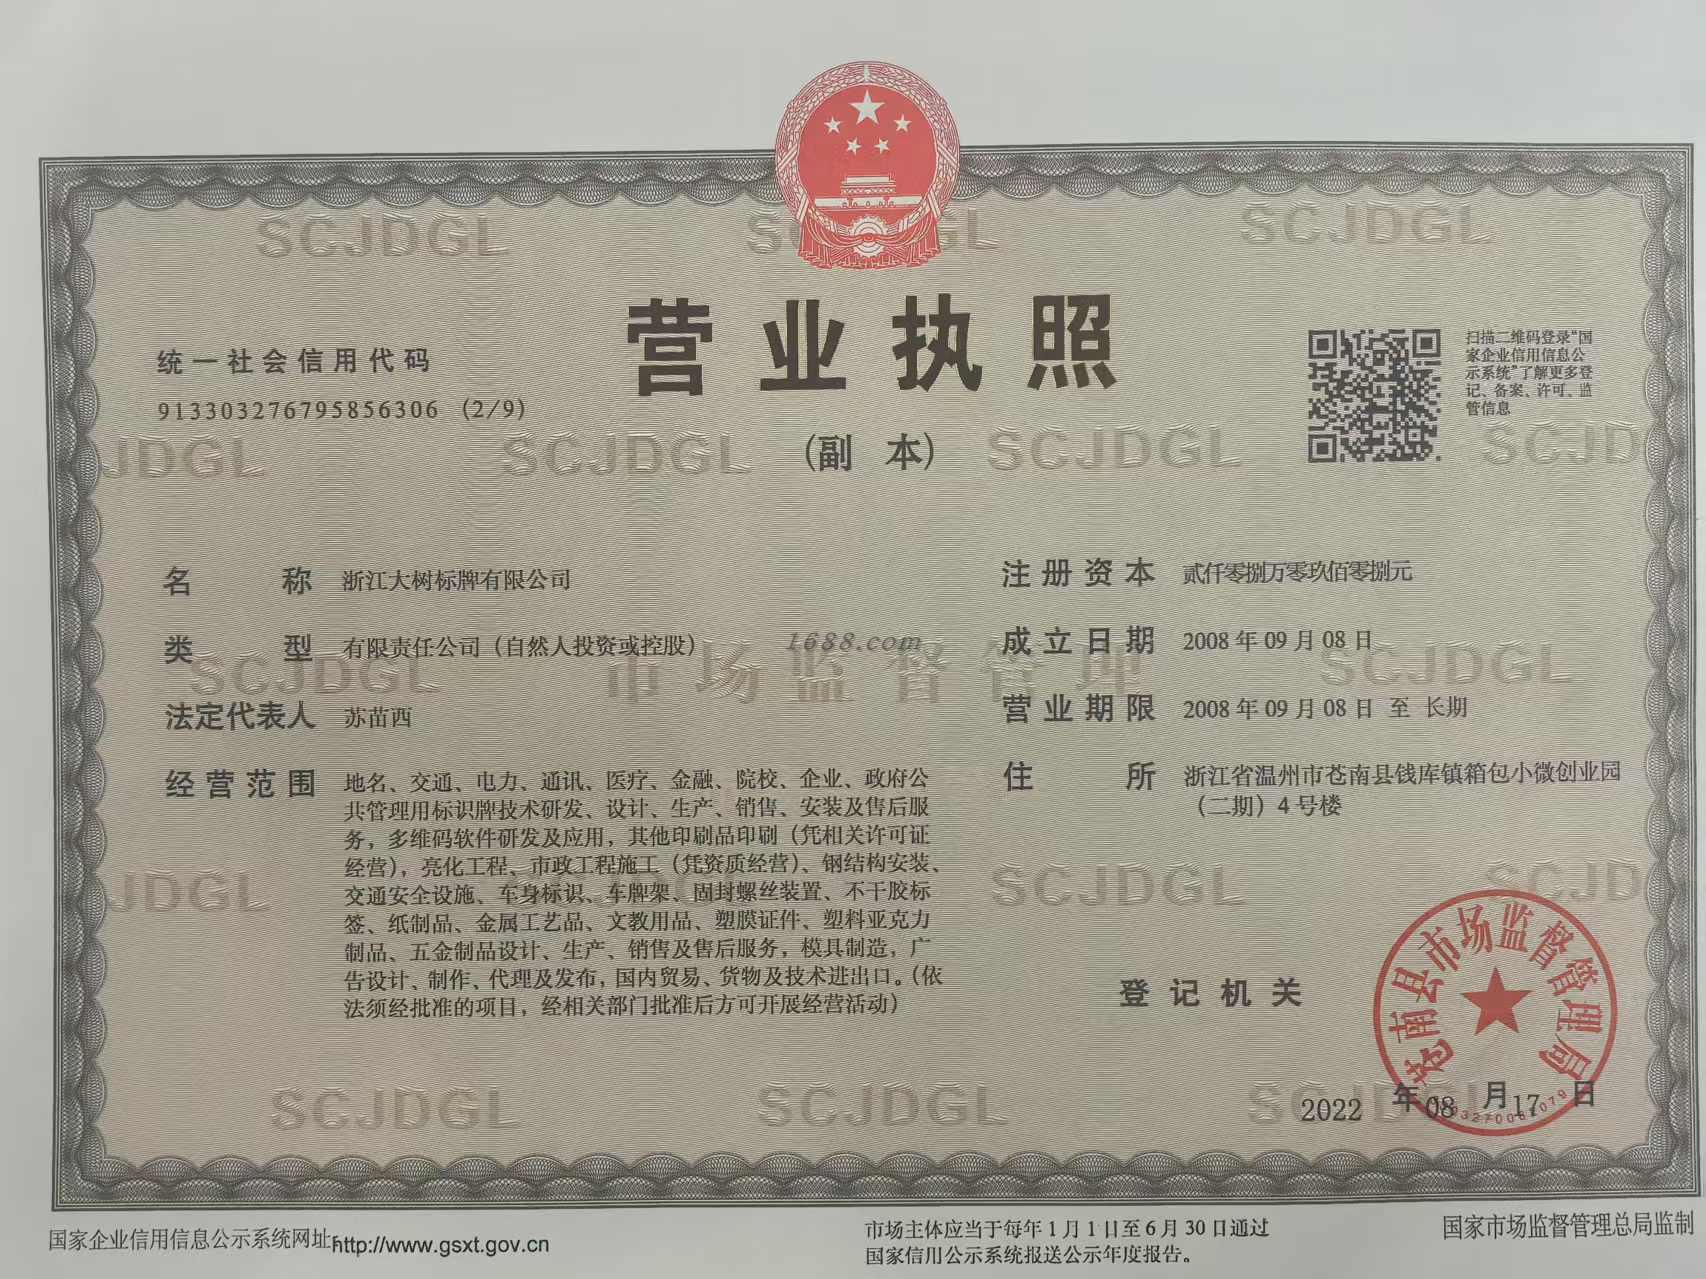 营业执照
（副 本）
统一社会信用代码
913303276795856306 (2/9)
扫描二维码登录“国
家企业信用信息公
示系统”了解更多登
记、备案、许可、监
管信息
名 称 浙江大树标牌有限公司
类 型 有限责任公司（自然人投资或控股）
法定代表人 苏苗西
经营范围 地名、交通、电力、通讯、医疗、金融、院校、企业、政府公
共管理用标识牌技术研发、设计、生产、销售、安装及售后服
务，多维码软件研发及应用，其他印刷品印刷（凭相关许可证
经营），亮化工程、市政工程施工（凭资质经营）、钢结构安装、
交通安全设施、车身标识、车牌架、固封螺丝装置、不干胶标
签、纸制品、金属工艺品、文教用品、塑膜证件、塑料亚克力
制品、五金制品设计、生产、销售及售后服务，模具制造，广
告设计、制作、代理及发布，国内贸易、货物及技术进出口。（依
法须经批准的项目，经相关部门批准后方可开展经营活动）
注册资本 贰仟零捌万零玖佰零捌元
成立日期 2008年09月08日
营业期限 2008年09月08日 至 长期
住 所 浙江省温州市苍南县钱库镇箱包小微创业园
（二期）4号楼
登记机关
苍南县市场监督管理局
2022 年 08 月 17 日
SCJDGL
市场监督管理
1688.com
国家企业信用信息公示系统网址：http://www.gsxt.gov.cn
市场主体应当于每年1月1日至6月30日通过
国家信用公示系统报送公示年度报告。
国家市场监督管理总局监制